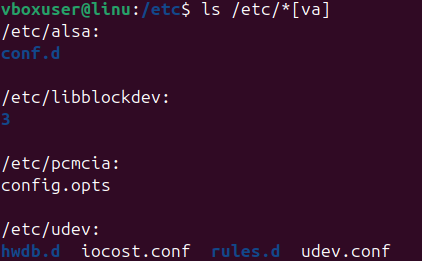 vboxuser@linu:/etc$ ls /etc/*[va]
/etc/alsa:
conf.d
/etc/libblockdev:
3
/etc/pcmcia:
config.opts
/etc/udev:
hwdb.d  iocost.conf  rules.d  udev.conf